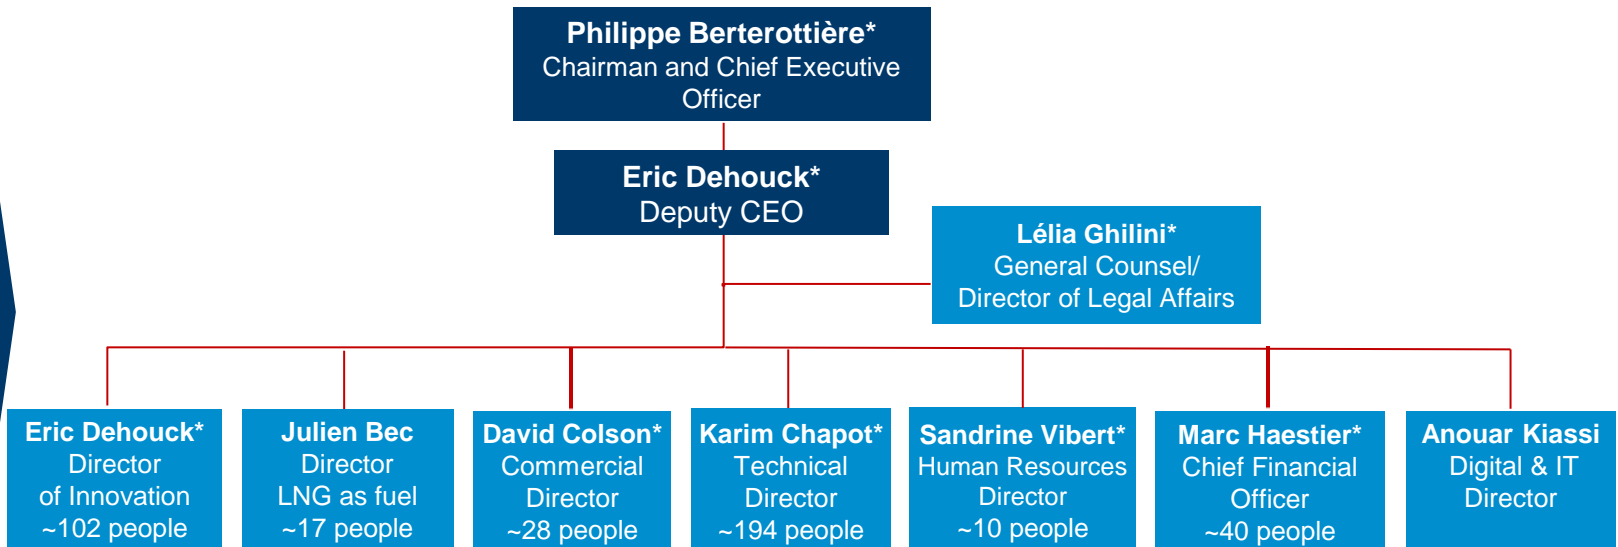 Philippe Berterottière*
Chairman and Chief Executive
Officer
Eric Dehouck*
Deputy CEO
Lélia Ghilini*
General Counsel/
Director of Legal Affairs
Eric Dehouck*
Director
of Innovation
~102 people
Julien Bec
Director
LNG as fuel
~17 people
David Colson*
Commercial
Director
~28 people
Karim Chapot*
Technical
Director
~194 people
Sandrine Vibert*
Human Resources
Director
~10 people
Marc Haestier*
Chief Financial
Officer
~40 people
Anouar Kiassi
Digital & IT
Director